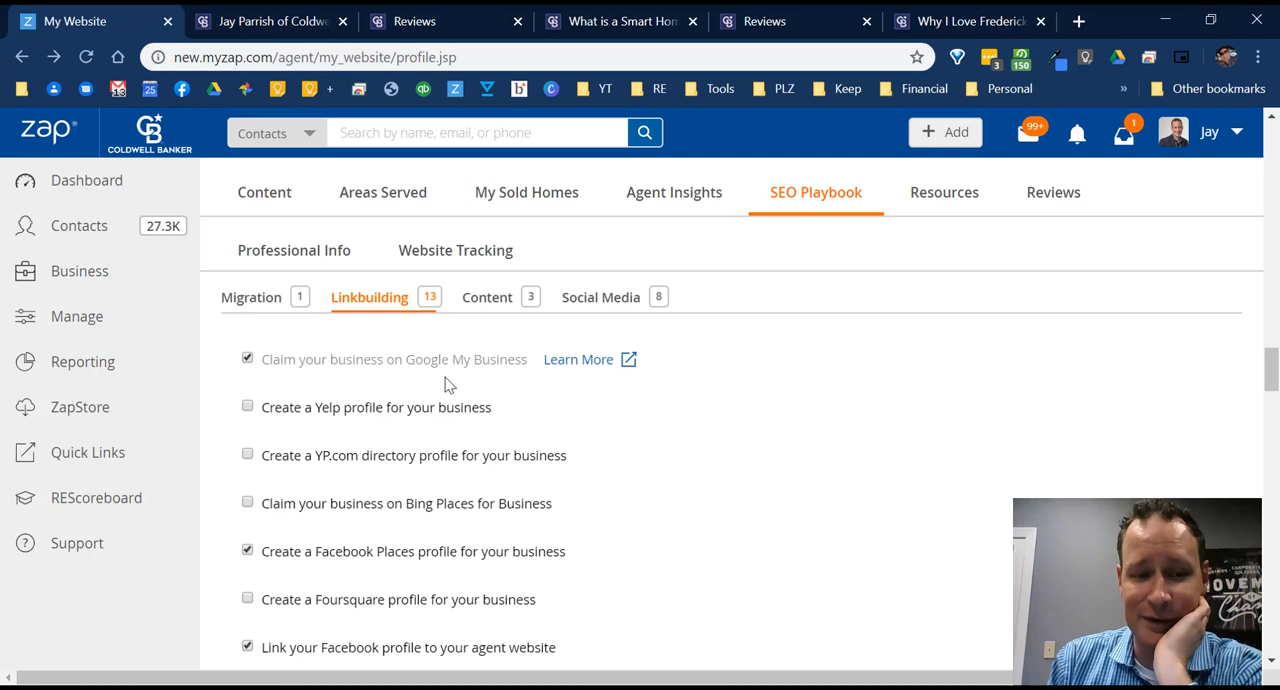 My Website
Jay Parrish of Coldwe
Reviews
What is a Smart Hom
Reviews
Why I Love Frederick
new.myzap.com/agent/my_website/profile.jsp
3
150
13
25
+
YT
RE
Tools
PLZ
Keep
Financial
Personal
»
Other bookmarks
zap
CB
COLDWELL BANKER
Contacts
Search by name, email, or phone
+ Add
99+
1
Jay
Dashboard
Contacts
27.3K
Business
Manage
Reporting
ZapStore
Quick Links
REScoreboard
Support
Content
Areas Served
My Sold Homes
Agent Insights
SEO Playbook
Resources
Reviews
Professional Info
Website Tracking
Migration 1
Linkbuilding 13
Content 3
Social Media 8
Claim your business on Google My Business Learn More
Create a Yelp profile for your business
Create a YP.com directory profile for your business
Claim your business on Bing Places for Business
Create a Facebook Places profile for your business
Create a Foursquare profile for your business
Link your Facebook profile to your agent website